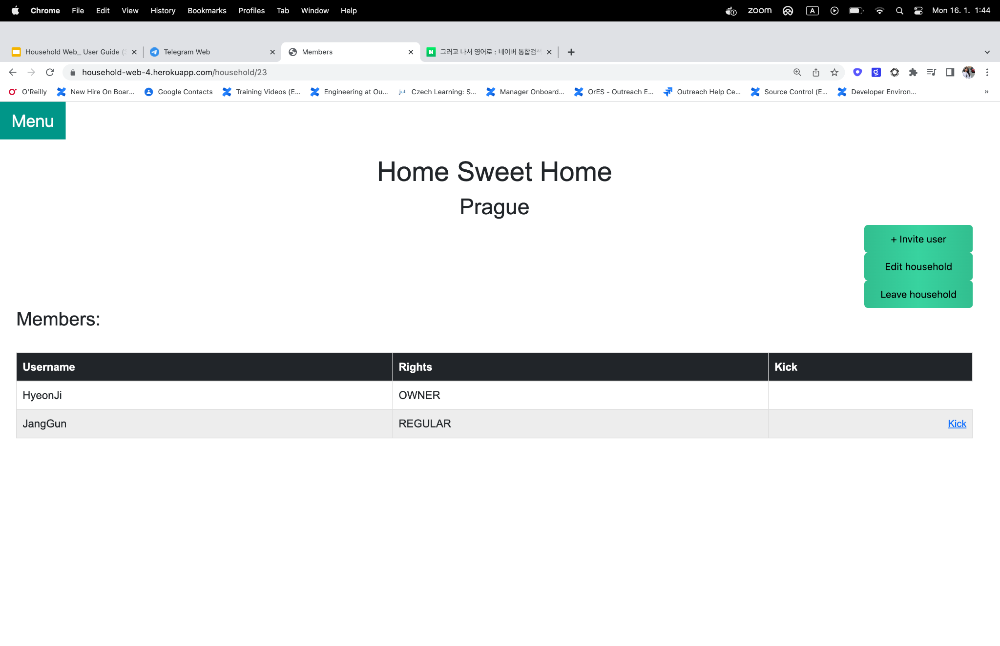 Chrome File Edit View History Bookmarks Profiles Tab Window Help zoom A Mon 16. 1. 1:44
Household Web_ User Guide (3 Telegram Web Members N 그러고 나서 영어로 : 네이버 통합검색
household-web-4.herokuapp.com/household/23
O'Reilly New Hire On Boar... Google Contacts Training Videos (E... Engineering at Ou... jul Czech Learning: S... Manager Onboard... OrES - Outreach E... Outreach Help Ce... Source Control (E... Developer Environ... »
Menu
Home Sweet Home
Prague
+ Invite user
Edit household
Leave household
Members:
Username Rights Kick
HyeonJi OWNER
JangGun REGULAR Kick